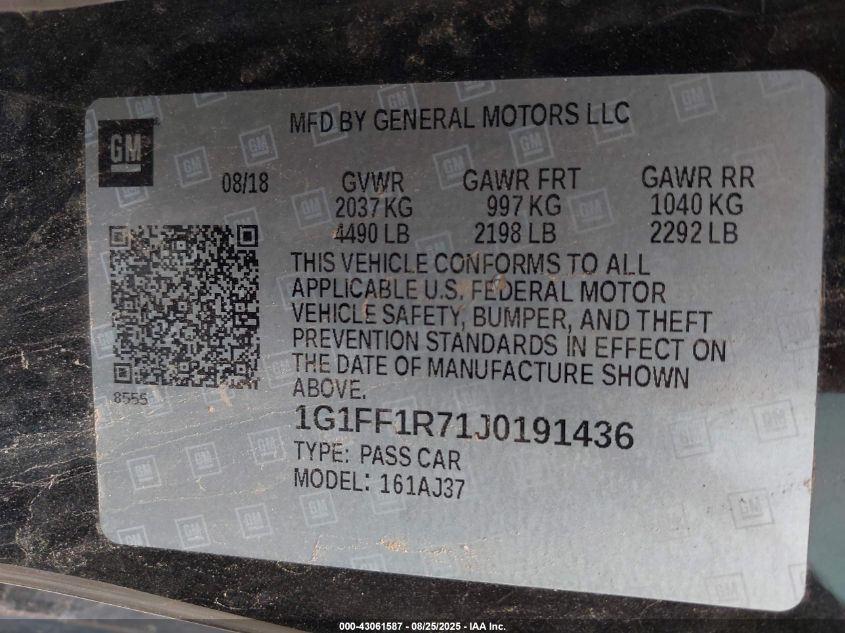 MFD BY GENERAL MOTORS LLC
GM
08/18 GVWR GAWR FRT GAWR RR
2037 KG 997 KG 1040 KG
4490 LB 2198 LB 2292 LB
THIS VEHICLE CONFORMS TO ALL
APPLICABLE U.S. FEDERAL MOTOR
VEHICLE SAFETY, BUMPER, AND THEFT
PREVENTION STANDARDS IN EFFECT ON
THE DATE OF MANUFACTURE SHOWN
ABOVE.
8555
1G1FF1R71J0191436
TYPE: PASS CAR
MODEL: 161AJ37
000-43061587 - 08/25/2025 - IAA Inc.